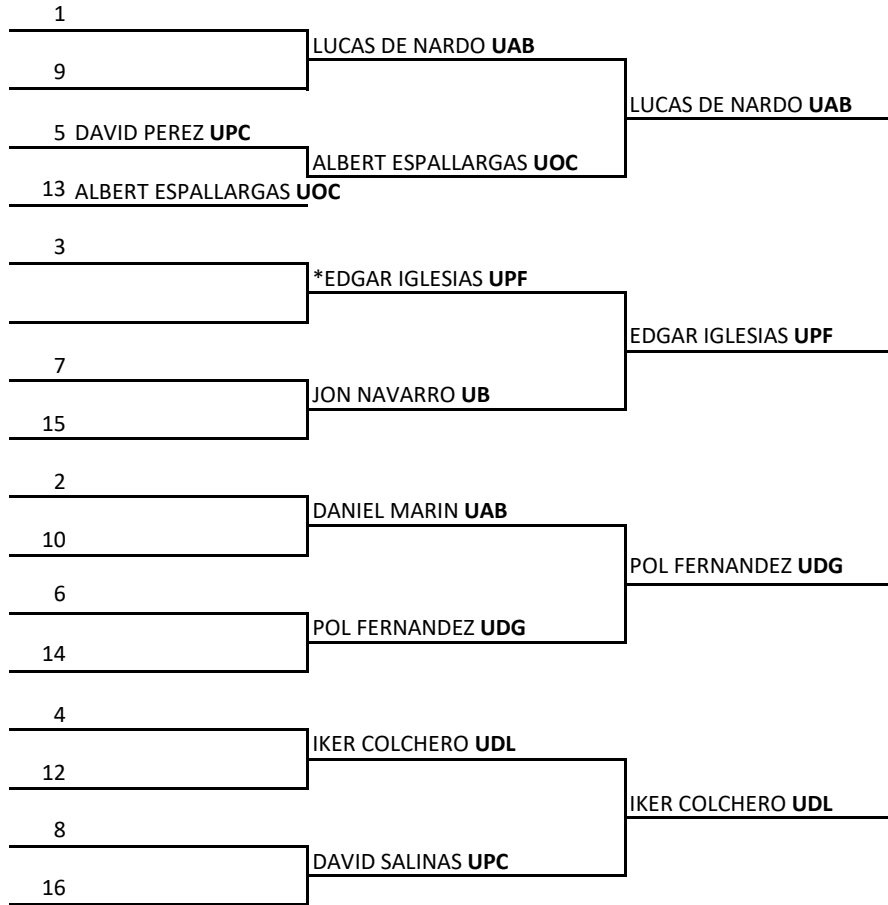 1
LUCAS DE NARDO UAB
9
LUCAS DE NARDO UAB
5 DAVID PEREZ UPC
ALBERT ESPALLARGAS UOC
13 ALBERT ESPALLARGAS UOC
3
*EDGAR IGLESIAS UPF
EDGAR IGLESIAS UPF
7
JON NAVARRO UB
15
2
DANIEL MARIN UAB
10
POL FERNANDEZ UDG
6
POL FERNANDEZ UDG
14
4
IKER COLCHERO UDL
12
IKER COLCHERO UDL
8
DAVID SALINAS UPC
16